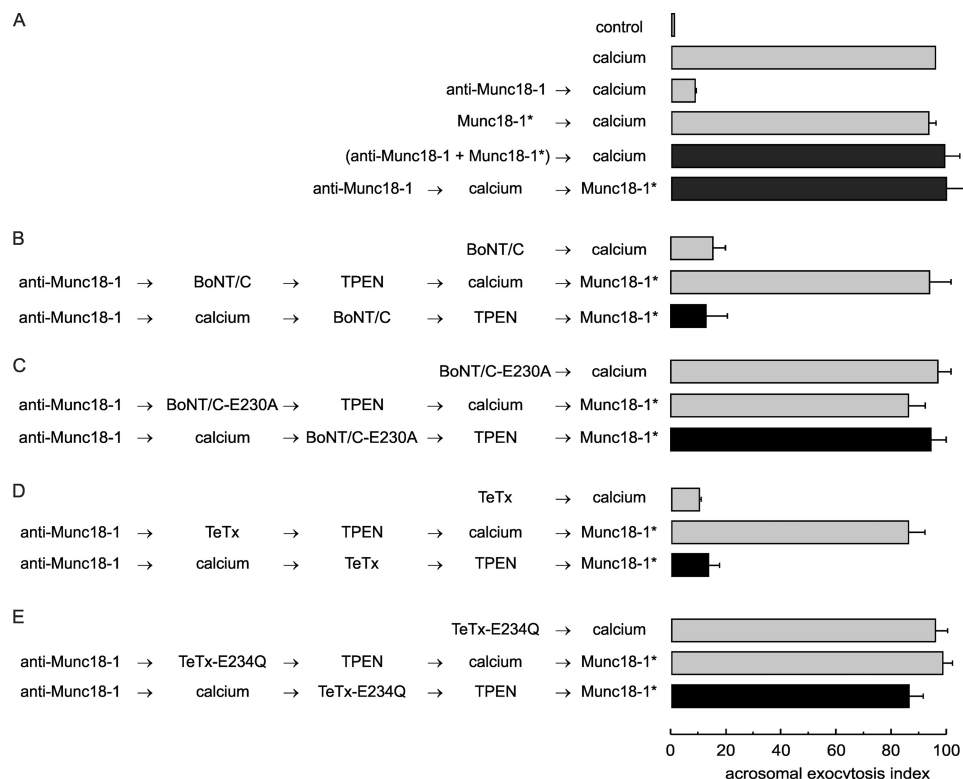 A
control
calcium
anti-Munc18-1 → calcium
Munc18-1* → calcium
(anti-Munc18-1 + Munc18-1*) → calcium
anti-Munc18-1 → calcium → Munc18-1*
B
BoNT/C → calcium
anti-Munc18-1 → BoNT/C → TPEN → calcium → Munc18-1*
anti-Munc18-1 → calcium → BoNT/C → TPEN → Munc18-1*
C
BoNT/C-E230A → calcium
anti-Munc18-1 → BoNT/C-E230A → TPEN → calcium → Munc18-1*
anti-Munc18-1 → calcium → BoNT/C-E230A → TPEN → Munc18-1*
D
TeTx → calcium
anti-Munc18-1 → TeTx → TPEN → calcium → Munc18-1*
anti-Munc18-1 → calcium → TeTx → TPEN → Munc18-1*
E
TeTx-E234Q → calcium
anti-Munc18-1 → TeTx-E234Q → TPEN → calcium → Munc18-1*
anti-Munc18-1 → calcium → TeTx-E234Q → TPEN → Munc18-1*
0 20 40 60 80 100
acrosomal exocytosis index